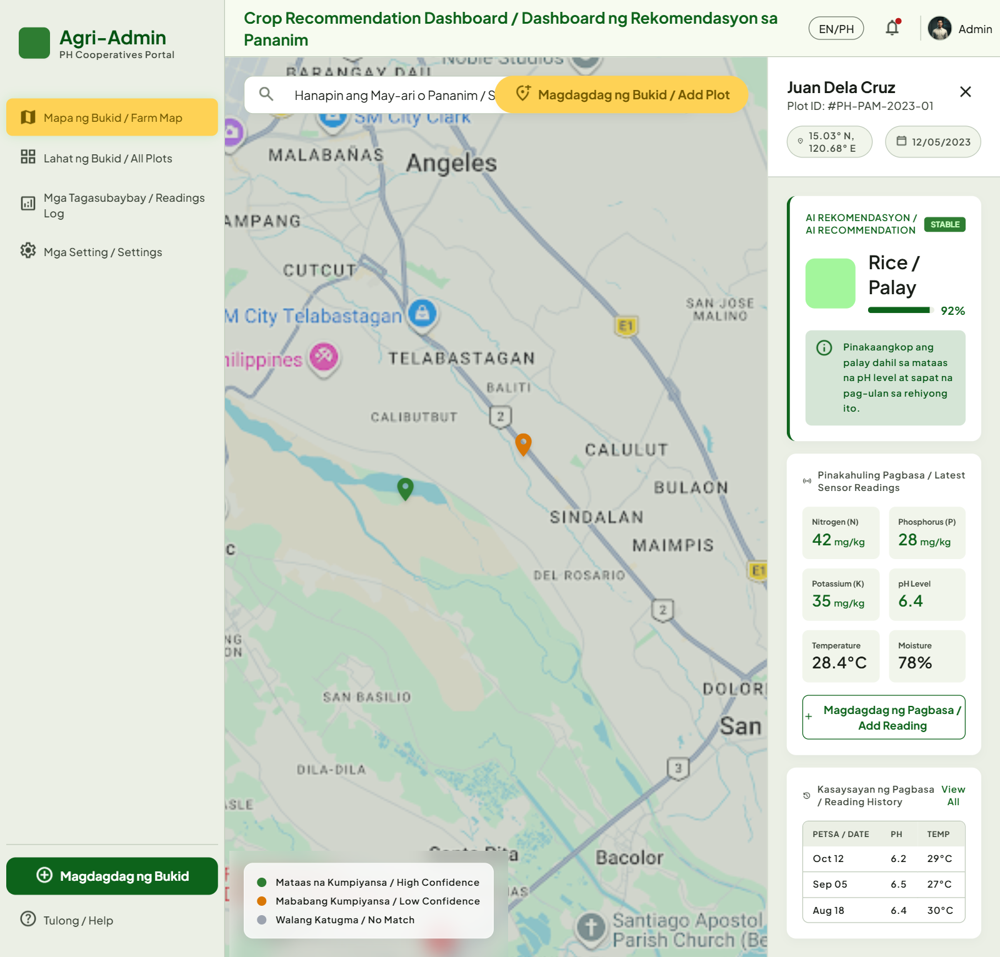 Agri-Admin
PH Cooperatives Portal
Mapa ng Bukid / Farm Map
Lahat ng Bukid / All Plots
Mga Tagasubaybay / Readings
Log
Mga Setting / Settings
Magdagdag ng Bukid
Tulong / Help
Crop Recommendation Dashboard / Dashboard ng Rekomendasyon sa
Pananim
EN/PH
Admin
Noble Studios
BARANGAY DAU
Hanapin ang May-ari o Pananim / S
Magdagdag ng Bukid / Add Plot
SM City Clark
MALABAÑAS
Angeles
AMPANG
CUTCUT
SAN JOSE
MALINO
M City Telabastagan
E1
hilippines
TELABASTAGAN
BALITI
CALIBUTBUT
2
CALULUT
BULAON
SINDALAN
MAIMPIS
C
DEL ROSARIO
E1
2
NG
ON
SAN BASILIO
DOLOR
San
DILA-DILA
3
ASLE
Santa Rita
Bacolor
AS
Mataas na Kumpiyansa / High Confidence
Mababang Kumpiyansa / Low Confidence
Walang Katugma / No Match
Santiago Apostol
Parish Church (Be
Juan Dela Cruz
Plot ID: #PH-PAM-2023-01
15.03° N,
120.68° E
12/05/2023
AI REKOMENDASYON /
AI RECOMMENDATION
STABLE
Rice /
Palay
92%
Pinakaangkop ang
palay dahil sa mataas
na pH level at sapat na
pag-ulan sa rehiyong
ito.
Pinakahuling Pagbasa / Latest
Sensor Readings
Nitrogen (N)
42 mg/kg
Phosphorus (P)
28 mg/kg
Potassium (K)
35 mg/kg
pH Level
6.4
Temperature
28.4°C
Moisture
78%
+ Magdagdag ng Pagbasa /
Add Reading
Kasaysayan ng Pagbasa
/ Reading History
View
All
PETSA / DATE PH TEMP
Oct 12 6.2 29°C
Sep 05 6.5 27°C
Aug 18 6.4 30°C